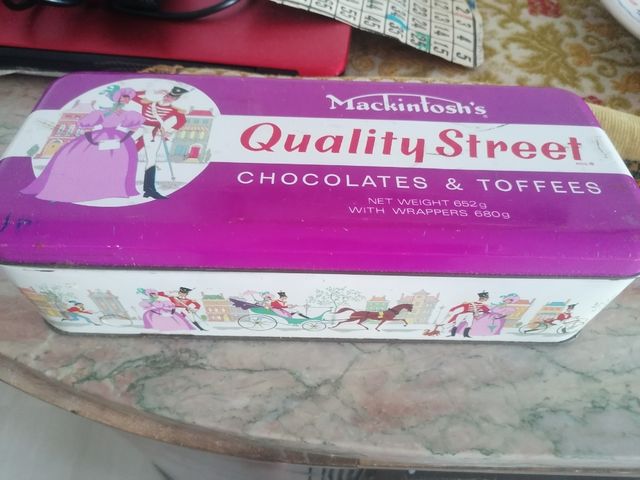 Mackintosh's
Quality Street
CHOCOLATES & TOFFEES
NET WEIGHT 652g
WITH WRAPPERS 680g